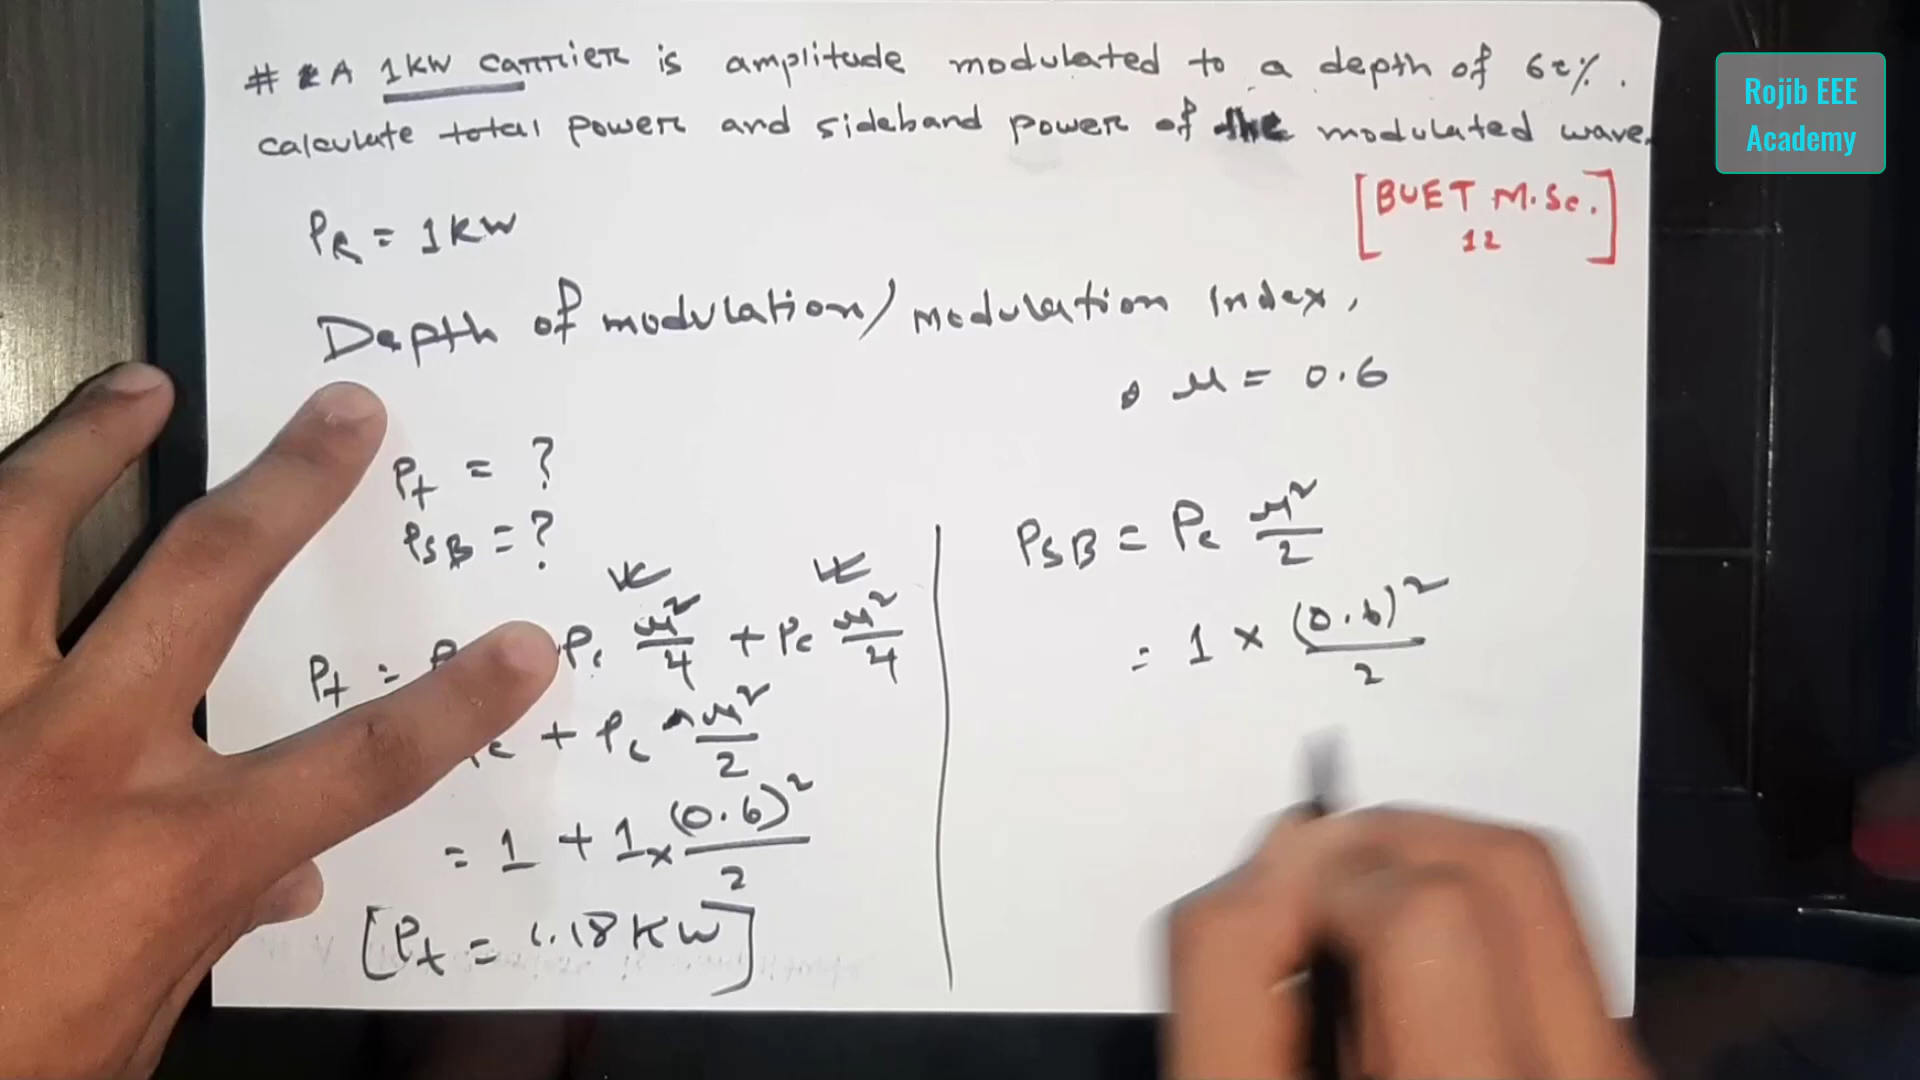 # A 1KW carrier is amplitude modulated to a depth of 60%.
calculate total power and sideband power of the modulated wave.
[BUET M.Sc. 12]
Rojib EEE
Academy
PR = 1KW
Depth of modulation/modulation Index,
μ = 0.6
Pt = ?
PSB = ?
Pt = Pc μ²/4 + Pc μ²/4
+ Pc μ²/2
= 1 + 1 x (0.6)²/2
[Pt = 1.18 KW]
PSB = Pc μ²/2
= 1 x (0.6)²/2